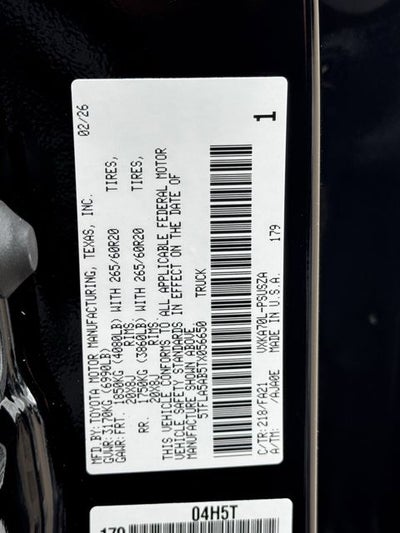 MFD.BY:TOYOTA MOTOR MANUFACTURING, TEXAS, INC. 02/26
GVWR:3170KG (6990LB)
GAWR:FRT. 1850KG (4080LB) WITH 265/60R20 TIRES,
20X8J RIMS.
RR. 1750KG (3860LB) WITH 265/60R20 TIRES,
20X8J RIMS.
THIS VEHICLE CONFORMS TO ALL APPLICABLE FEDERAL MOTOR
VEHICLE SAFETY STANDARDS IN EFFECT ON THE DATE OF
MANUFACTURE SHOWN ABOVE.
5TFLA5AB5TX056650 TRUCK
1
VXKA70L-PSUSZA 179
C/TR:218/FA21
A/TM: /AJA0E MADE IN U.S.A.
04H5T
179